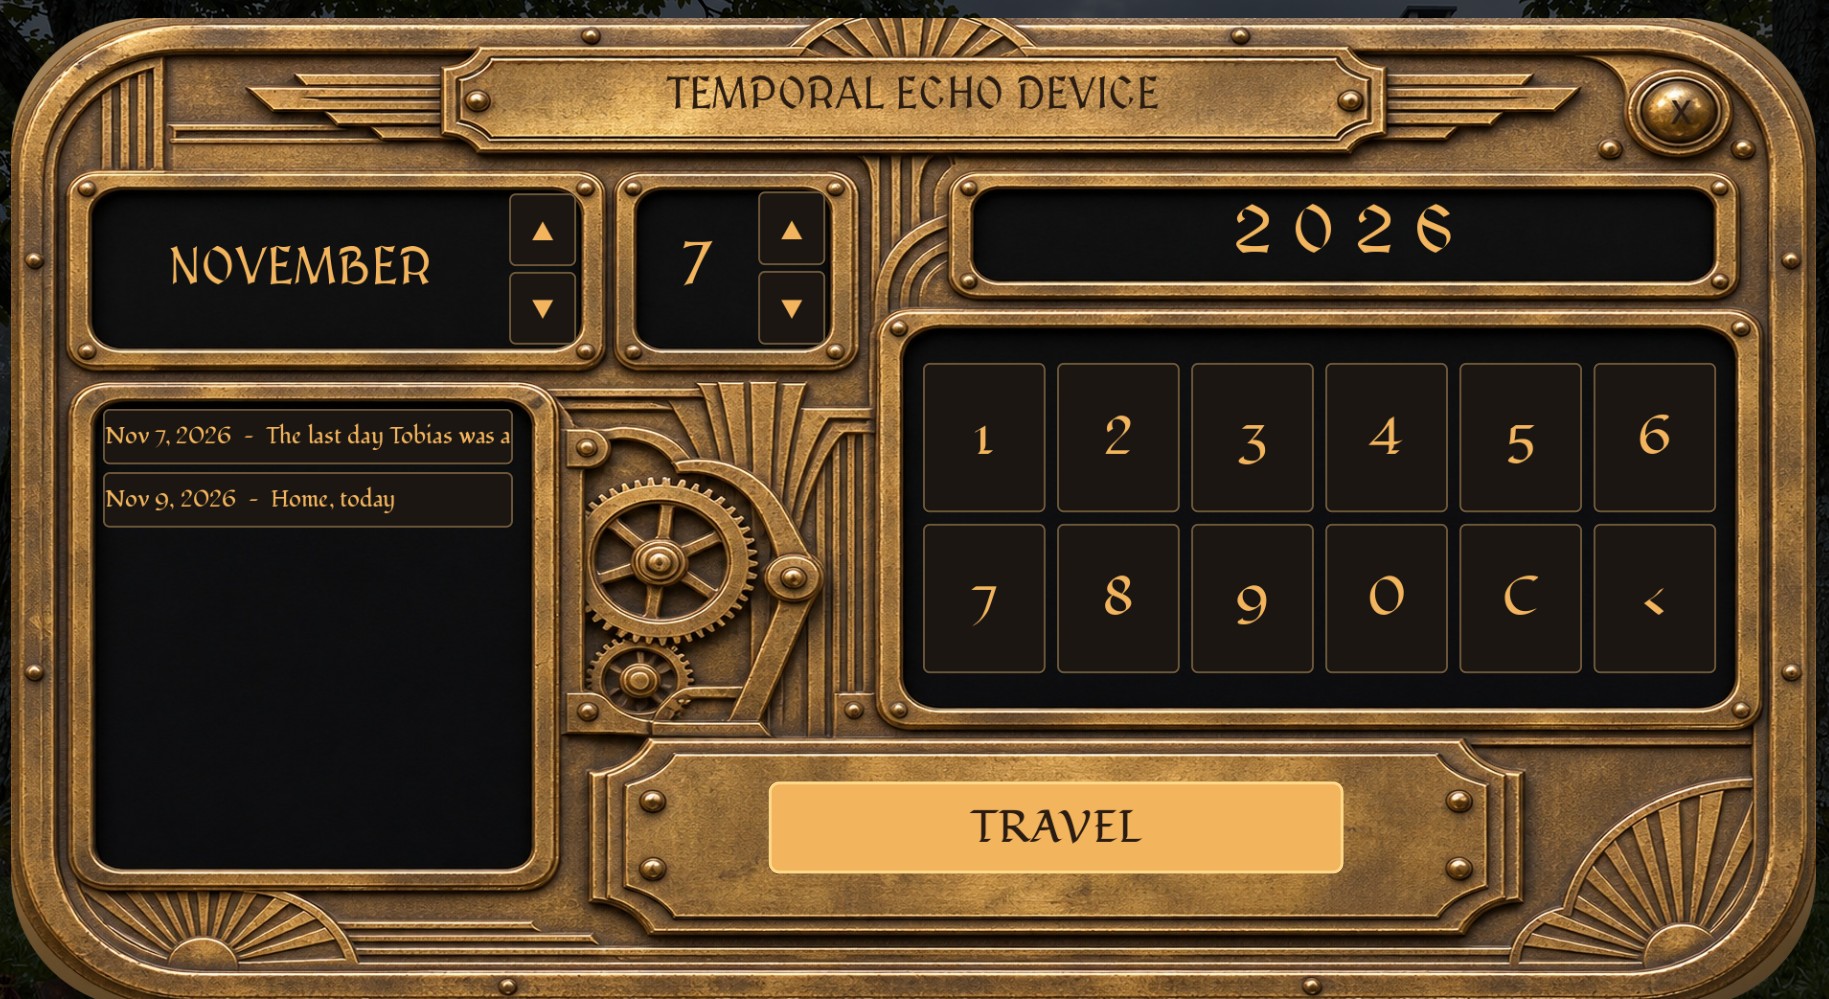 TEMPORAL ECHO DEVICE
X
NOVEMBER ▲ ▼
7 ▲ ▼
2026
Nov 7, 2026 - The last day Tobias was a
Nov 9, 2026 - Home, today
1 2 3 4 5 6
7 8 9 0 C <
TRAVEL